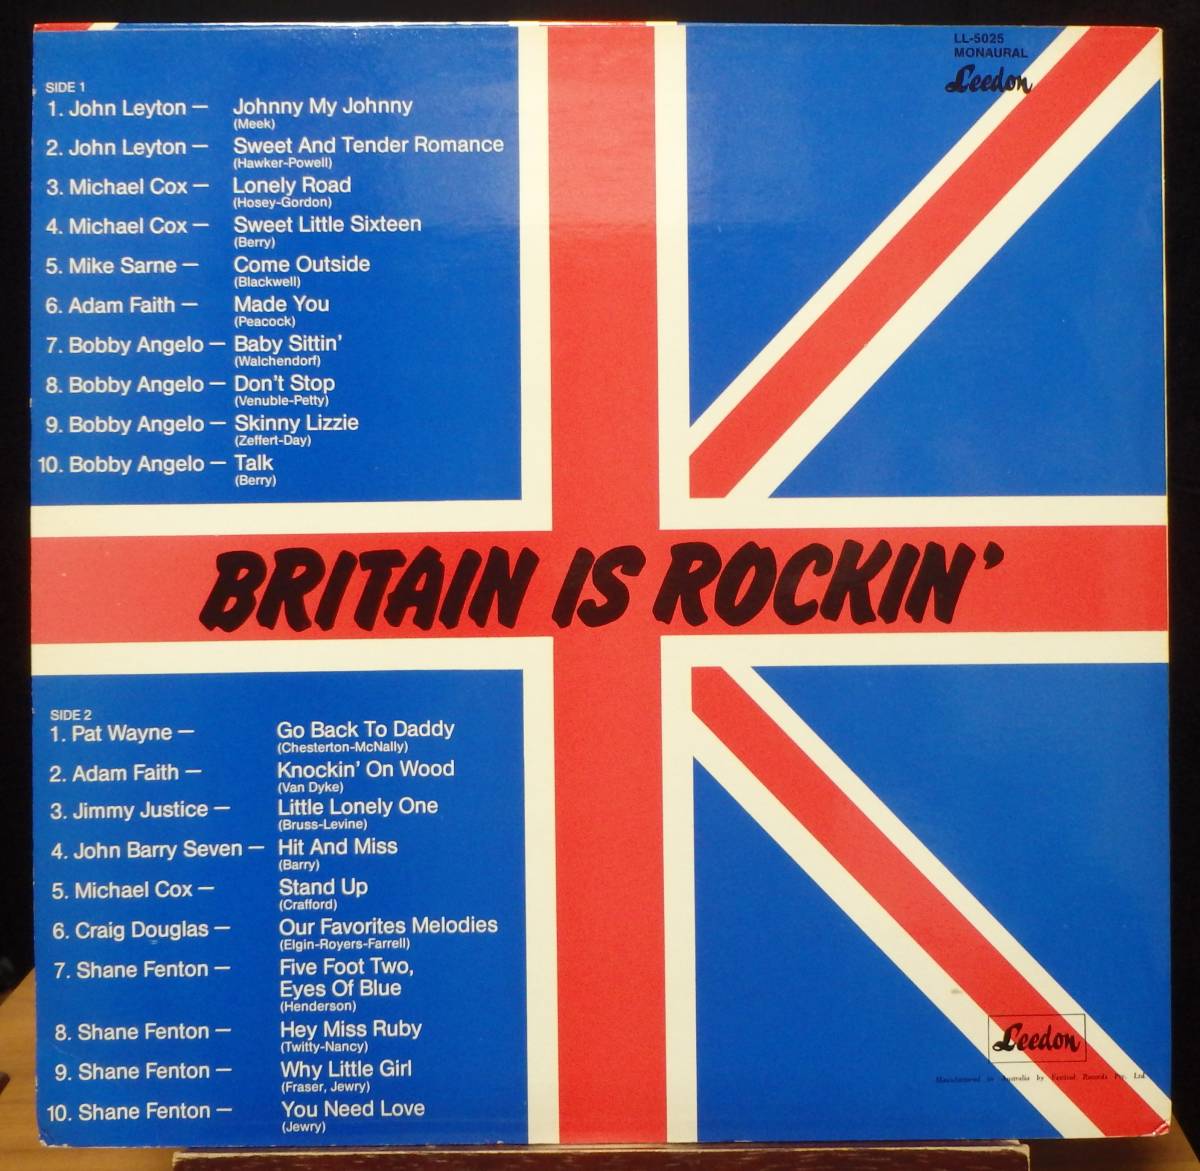 LL-5025
MONAURAL
Leedon
SIDE 1
1. John Leyton — Johnny My Johnny
(Meek)
2. John Leyton — Sweet And Tender Romance
(Hawker-Powell)
3. Michael Cox — Lonely Road
(Hosey-Gordon)
4. Michael Cox — Sweet Little Sixteen
(Berry)
5. Mike Sarne — Come Outside
(Blackwell)
6. Adam Faith — Made You
(Peacock)
7. Bobby Angelo — Baby Sittin'
(Walchendorf)
8. Bobby Angelo — Don't Stop
(Venuble-Petty)
9. Bobby Angelo — Skinny Lizzie
(Zeffert-Day)
10. Bobby Angelo — Talk
(Berry)
BRITAIN IS ROCKIN'
SIDE 2
1. Pat Wayne — Go Back To Daddy
(Chesterton-McNally)
2. Adam Faith — Knockin' On Wood
(Van Dyke)
3. Jimmy Justice — Little Lonely One
(Bruss-Levine)
4. John Barry Seven — Hit And Miss
(Barry)
5. Michael Cox — Stand Up
(Crafford)
6. Craig Douglas — Our Favorites Melodies
(Elgin-Royers-Farrell)
7. Shane Fenton — Five Foot Two,
Eyes Of Blue
(Henderson)
8. Shane Fenton — Hey Miss Ruby
(Twitty-Nancy)
9. Shane Fenton — Why Little Girl
(Fraser, Jewry)
10. Shane Fenton — You Need Love
(Jewry)
Leedon
Manufactured in Australia by Festival Records Pty. Ltd.